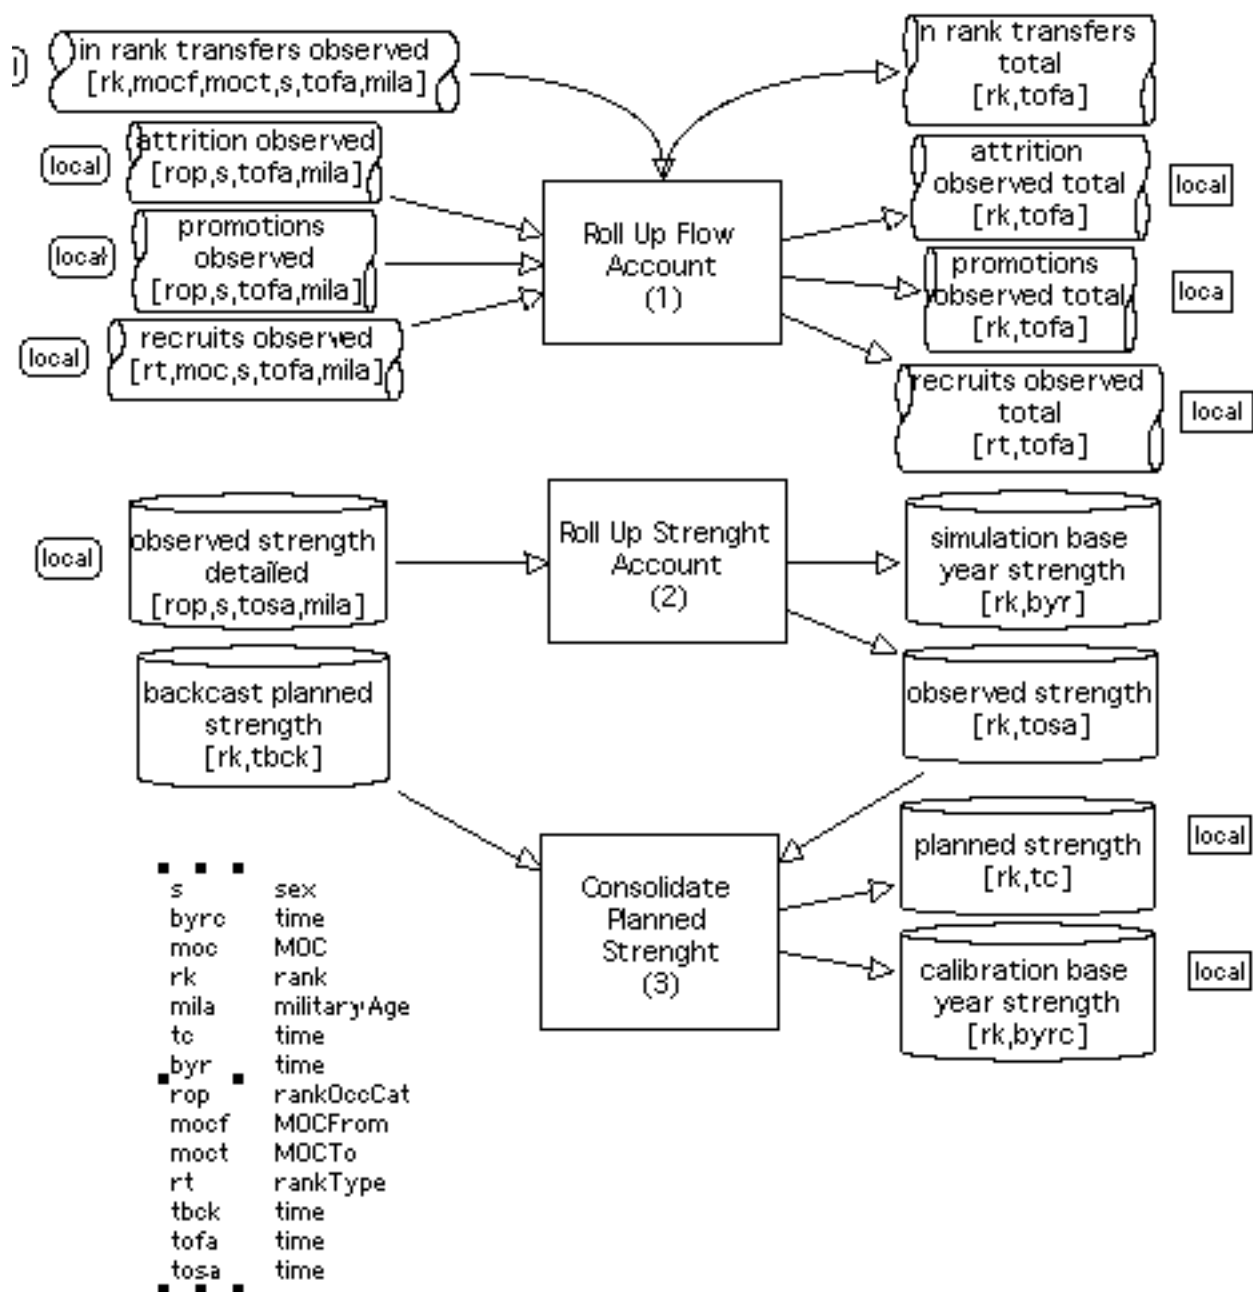 in rank transfers observed
[rk,mocf,moct,s,tofa,mila]
local
attrition observed
[rop,s,tofa,mila]
local
promotions
observed
[rop,s,tofa,mila]
local
recruits observed
[rt,moc,s,tofa,mila]
Roll Up Flow
Account
(1)
in rank transfers
total
[rk,tofa]
attrition
observed total
[rk,tofa]
local
promotions
observed total
[rk,tofa]
loca
recruits observed
total
[rt,tofa]
local
local
observed strength
detailed
[rop,s,tosa,mila]
Roll Up Strenght
Account
(2)
simulation base
year strength
[rk,byr]
backcast planned
strength
[rk,tbck]
observed strength
[rk,tosa]
Consolidate
Planned
Strenght
(3)
planned strength
[rk,tc]
local
calibration base
year strength
[rk,byrc]
local
s sex
byrc time
moc MOC
rk rank
mila militaryAge
tc time
byr time
rop rankOccCat
mocf MOCFrom
moct MOCTo
rt rankType
tbck time
tofa time
tosa time